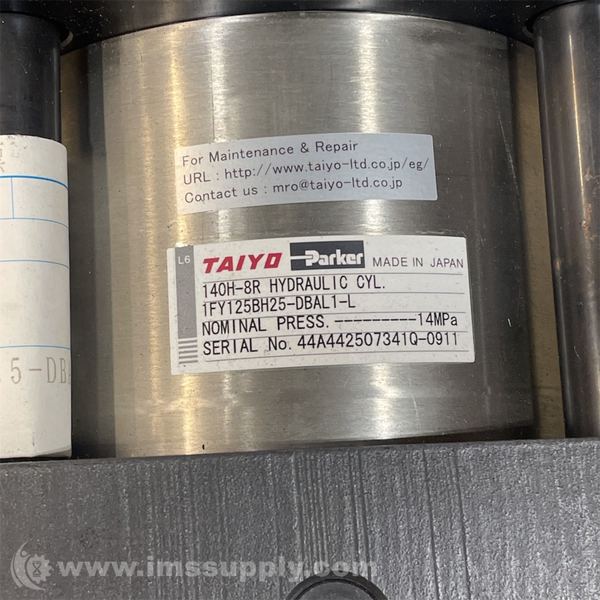 For Maintenance & Repair
URL : http://www.taiyo-ltd.co.jp/eg/
Contact us : mro@taiyo-ltd.co.jp
L6
TAIYO Parker MADE IN JAPAN
140H-8R HYDRAULIC CYL.
1FY125BH25-DBAL1-L
NOMINAL PRESS.----------14MPa
SERIAL No. 44A442507341Q-0911
5-DB
www.imssupply.com